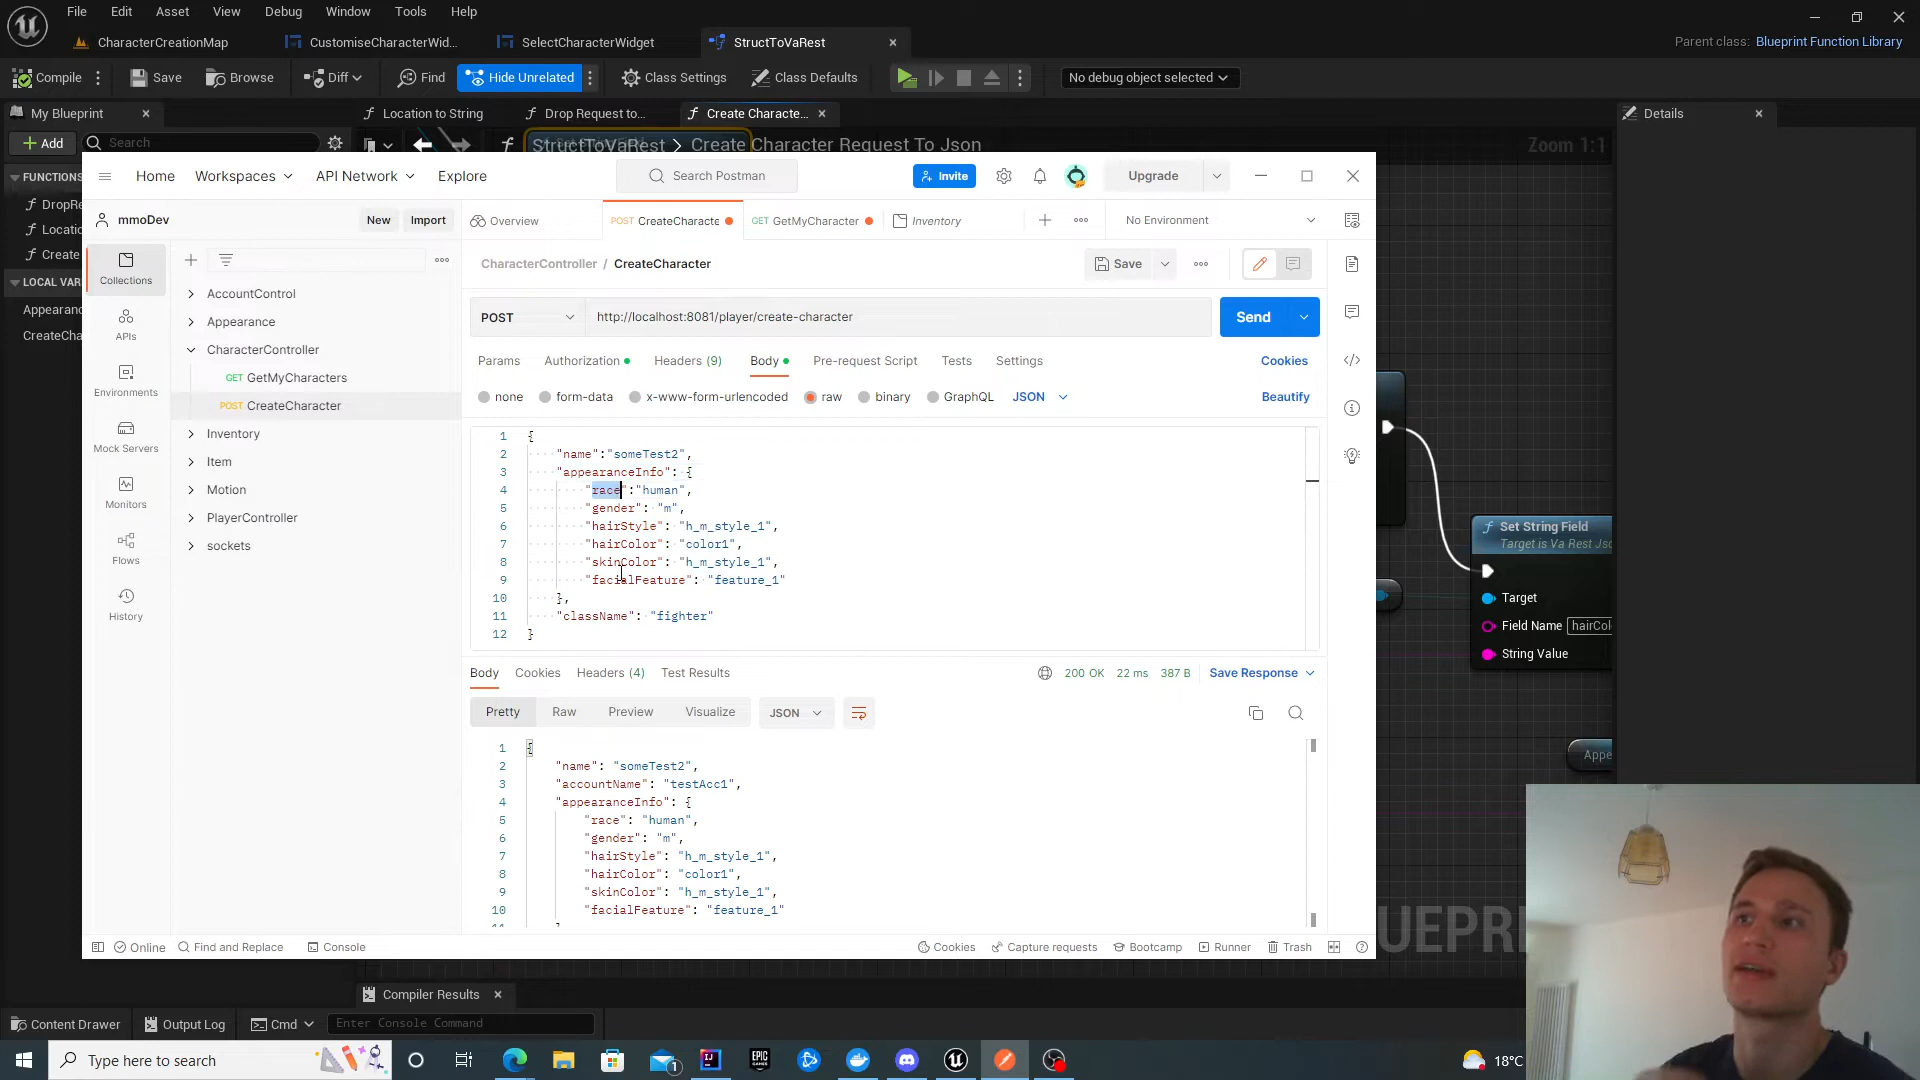 File Edit Asset View Debug Window Tools Help
CharacterCreationMap CustomiseCharacterWid... SelectCharacterWidget StructToVaRest
Parent class: Blueprint Function Library
Compile Save Browse Diff Find Hide Unrelated Class Settings Class Defaults No debug object selected
My Blueprint Location to String Drop Request to... Create Characte... Details
Add Search StructToVaRest > Create Character Request To Json Zoom 1:1
FUNCTIONS
DropRe
Locatio
Create
LOCAL VAR
Appearan
CreateCha
Home Workspaces API Network Explore Search Postman Invite Upgrade
mmoDev New Import Overview POST CreateCharacte GET GetMyCharacter Inventory No Environment
Collections
APIs
Environments
Mock Servers
Monitors
Flows
History
AccountControl
Appearance
CharacterController
GET GetMyCharacters
POST CreateCharacter
Inventory
Item
Motion
PlayerController
sockets
CharacterController / CreateCharacter Save
POST http://localhost:8081/player/create-character Send
Params Authorization Headers (9) Body Pre-request Script Tests Settings Cookies
none form-data x-www-form-urlencoded raw binary GraphQL JSON Beautify
1 {
2 "name":"someTest2",
3 "appearanceInfo": {
4 "race":"human",
5 "gender": "m",
6 "hairStyle": "h_m_style_1",
7 "hairColor": "color1",
8 "skinColor": "h_m_style_1",
9 "facialFeature": "feature_1"
10 },
11 "className": "fighter"
12 }
Body Cookies Headers (4) Test Results 200 OK 22 ms 387 B Save Response
Pretty Raw Preview Visualize JSON
1 {
2 "name": "someTest2",
3 "accountName": "testAcc1",
4 "appearanceInfo": {
5 "race": "human",
6 "gender": "m",
7 "hairStyle": "h_m_style_1",
8 "hairColor": "color1",
9 "skinColor": "h_m_style_1",
10 "facialFeature": "feature_1"
Online Find and Replace Console Cookies Capture requests Bootcamp Runner Trash
Set String Field
Target is Va Rest Jso
Target
Field Name hairCol
String Value
Appe
UEPRI
Compiler Results
Content Drawer Output Log Cmd Enter Console Command
Type here to search 18°C